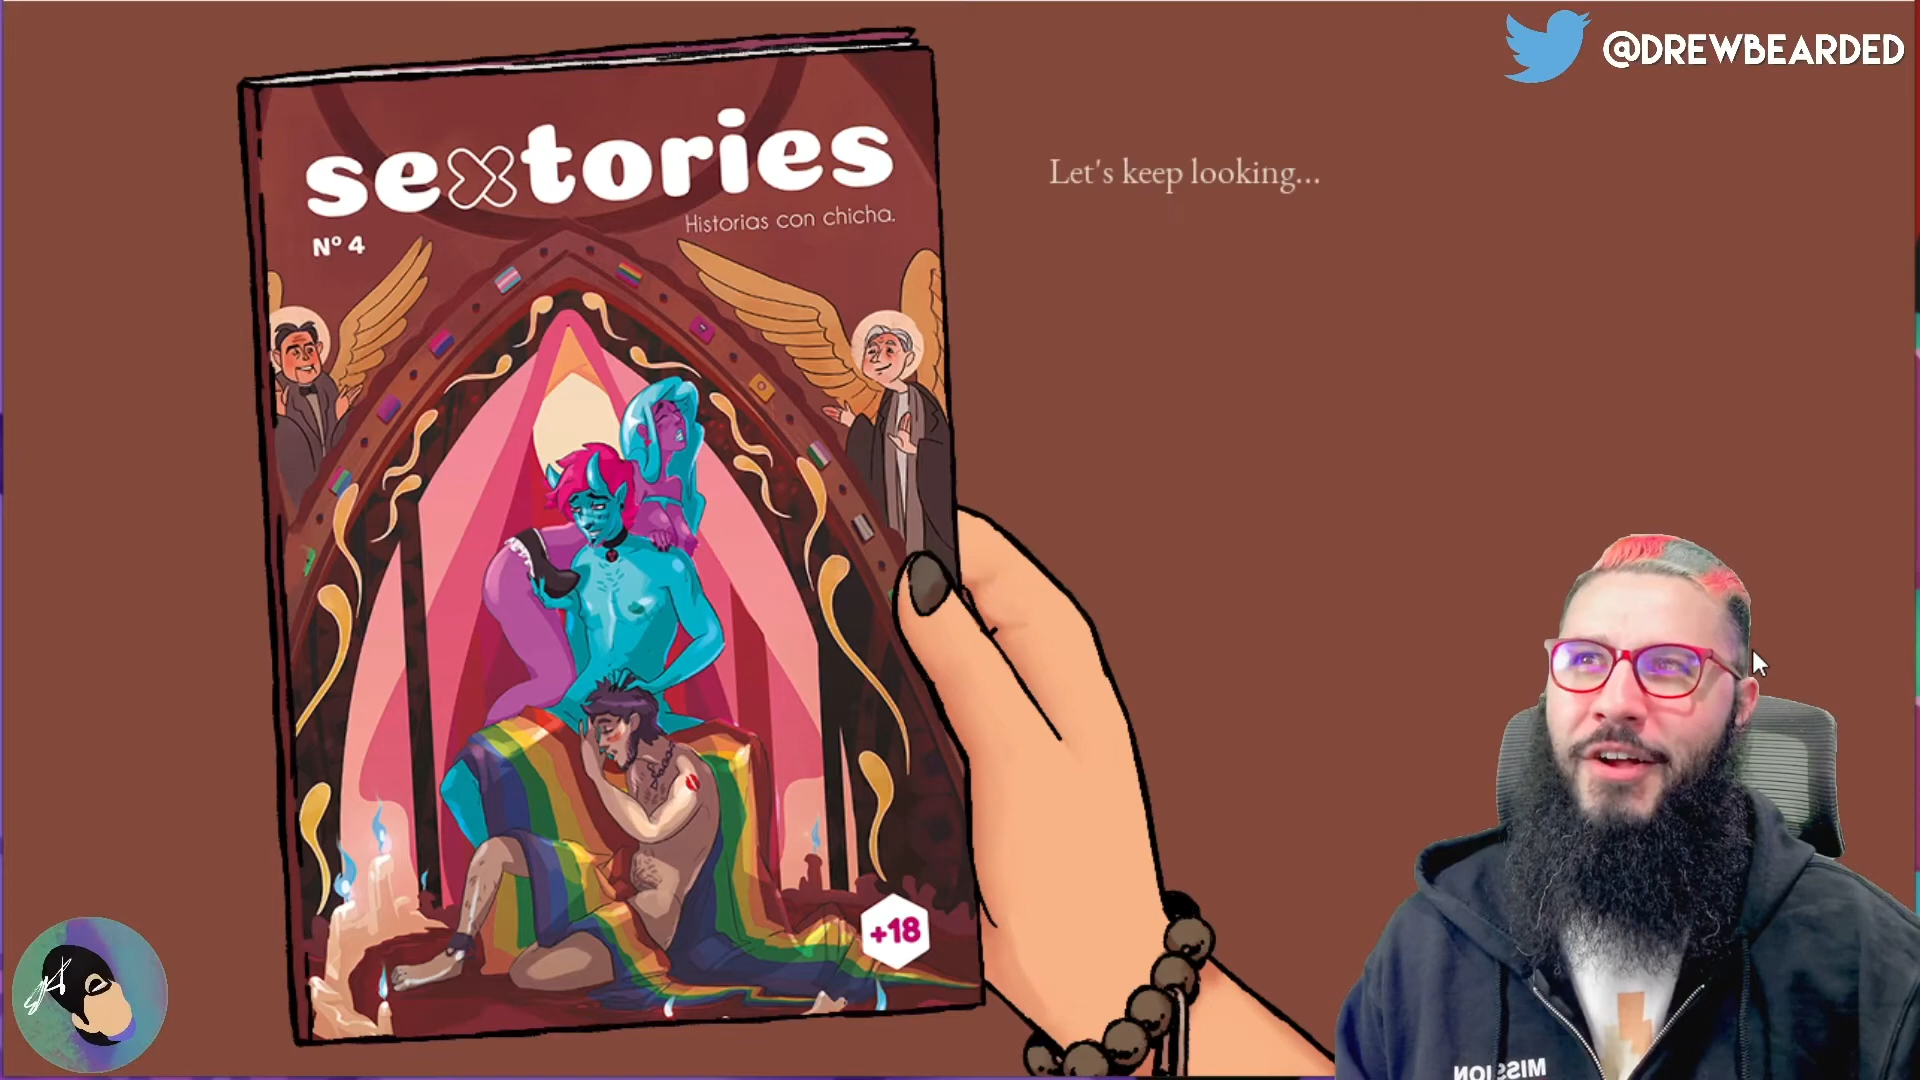 @DREWBEARDED
sextories
Historias con chicha.
Nº 4
Let's keep looking...
+18
MISSION